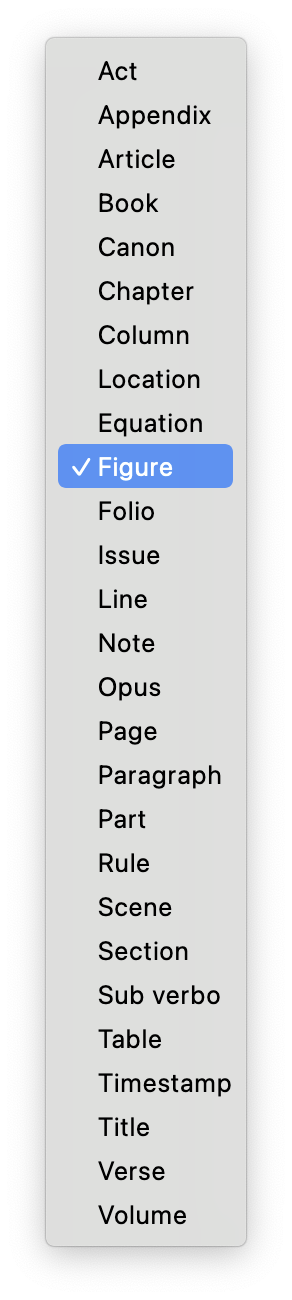 Act
Appendix
Article
Book
Canon
Chapter
Column
Location
Equation
✓ Figure
Folio
Issue
Line
Note
Opus
Page
Paragraph
Part
Rule
Scene
Section
Sub verbo
Table
Timestamp
Title
Verse
Volume